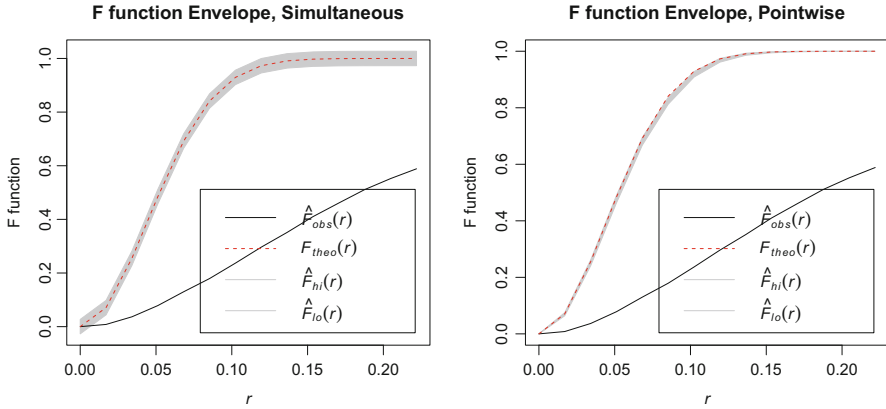 F function Envelope, Simultaneous
F function
0.0 0.2 0.4 0.6 0.8 1.0
0.00 0.05 0.10 0.15 0.20
r
F̂obs(r)
Ftheo(r)
F̂hi(r)
F̂lo(r)
F function Envelope, Pointwise
F function
0.0 0.2 0.4 0.6 0.8 1.0
0.00 0.05 0.10 0.15 0.20
r
F̂obs(r)
Ftheo(r)
F̂hi(r)
F̂lo(r)